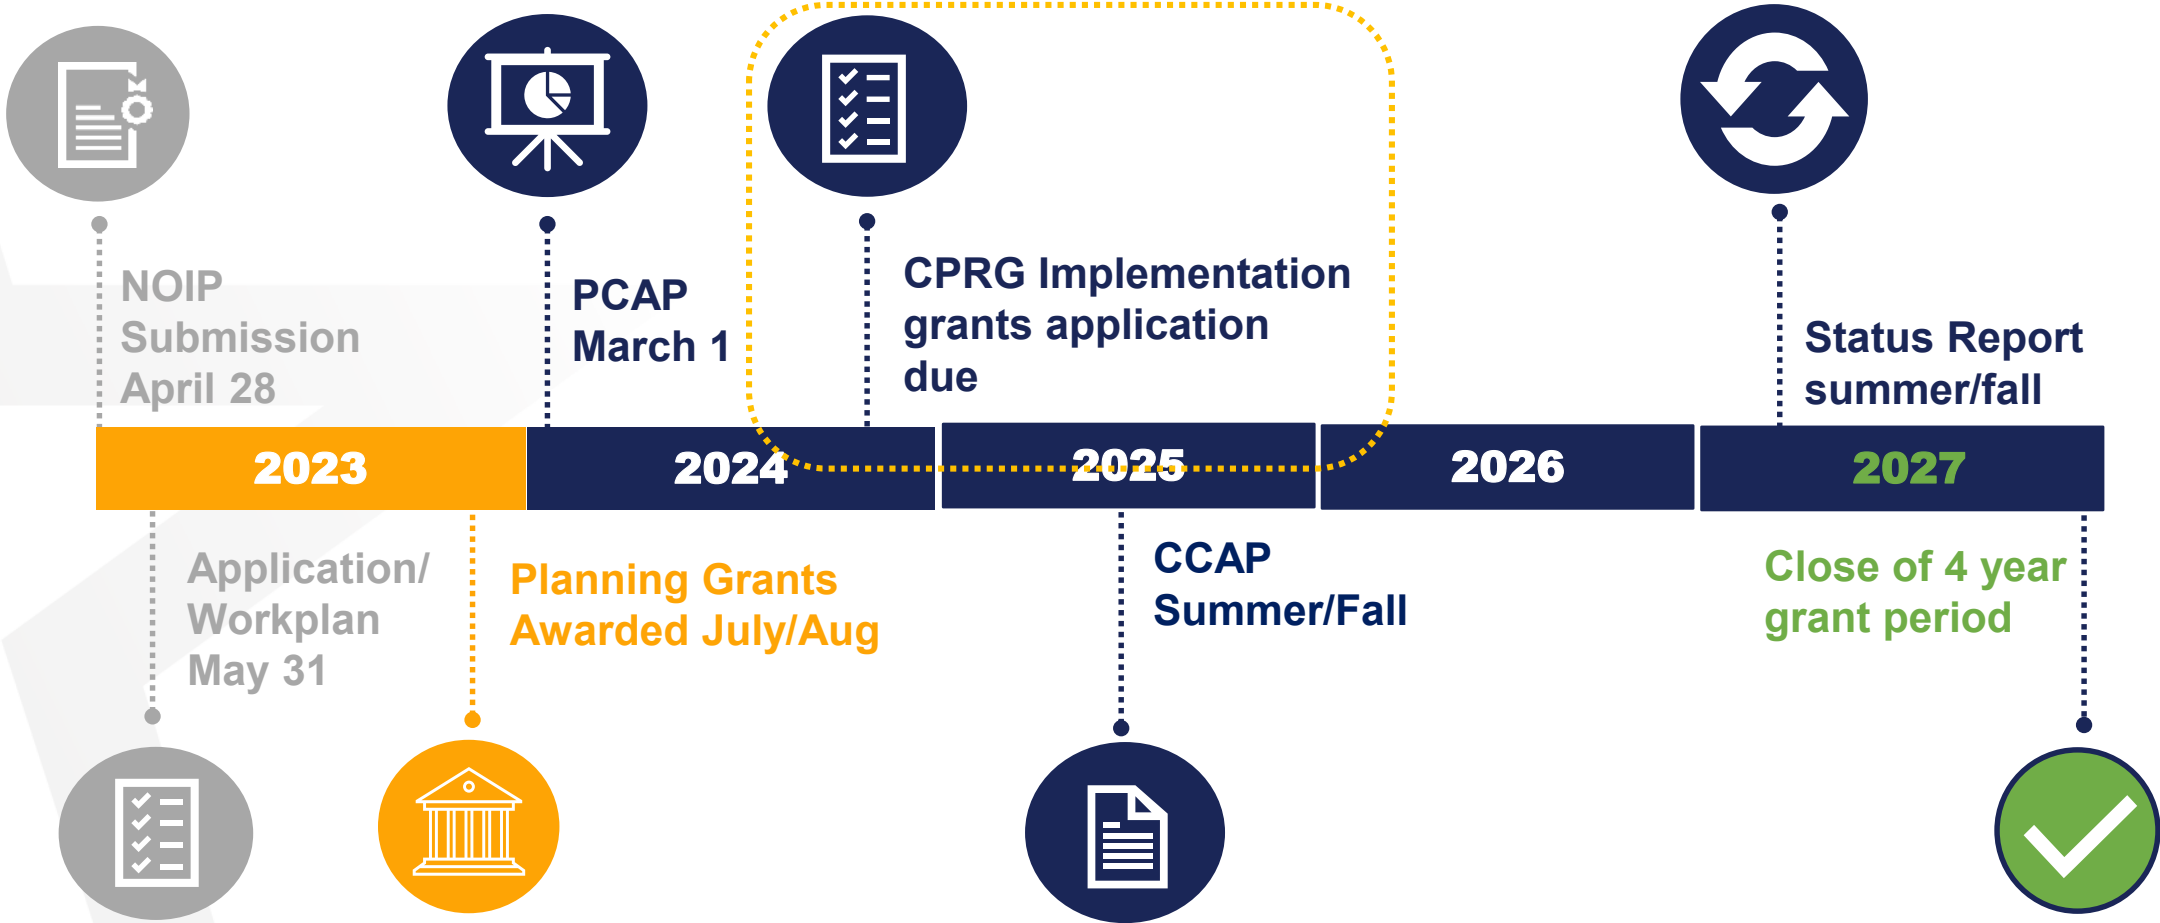 NOIP
Submission
April 28
PCAP
March 1
CPRG Implementation
grants application
due
Status Report
summer/fall
2023
2024
2025
2026
2027
Application/
Workplan
May 31
Planning Grants
Awarded July/Aug
CCAP
Summer/Fall
Close of 4 year
grant period